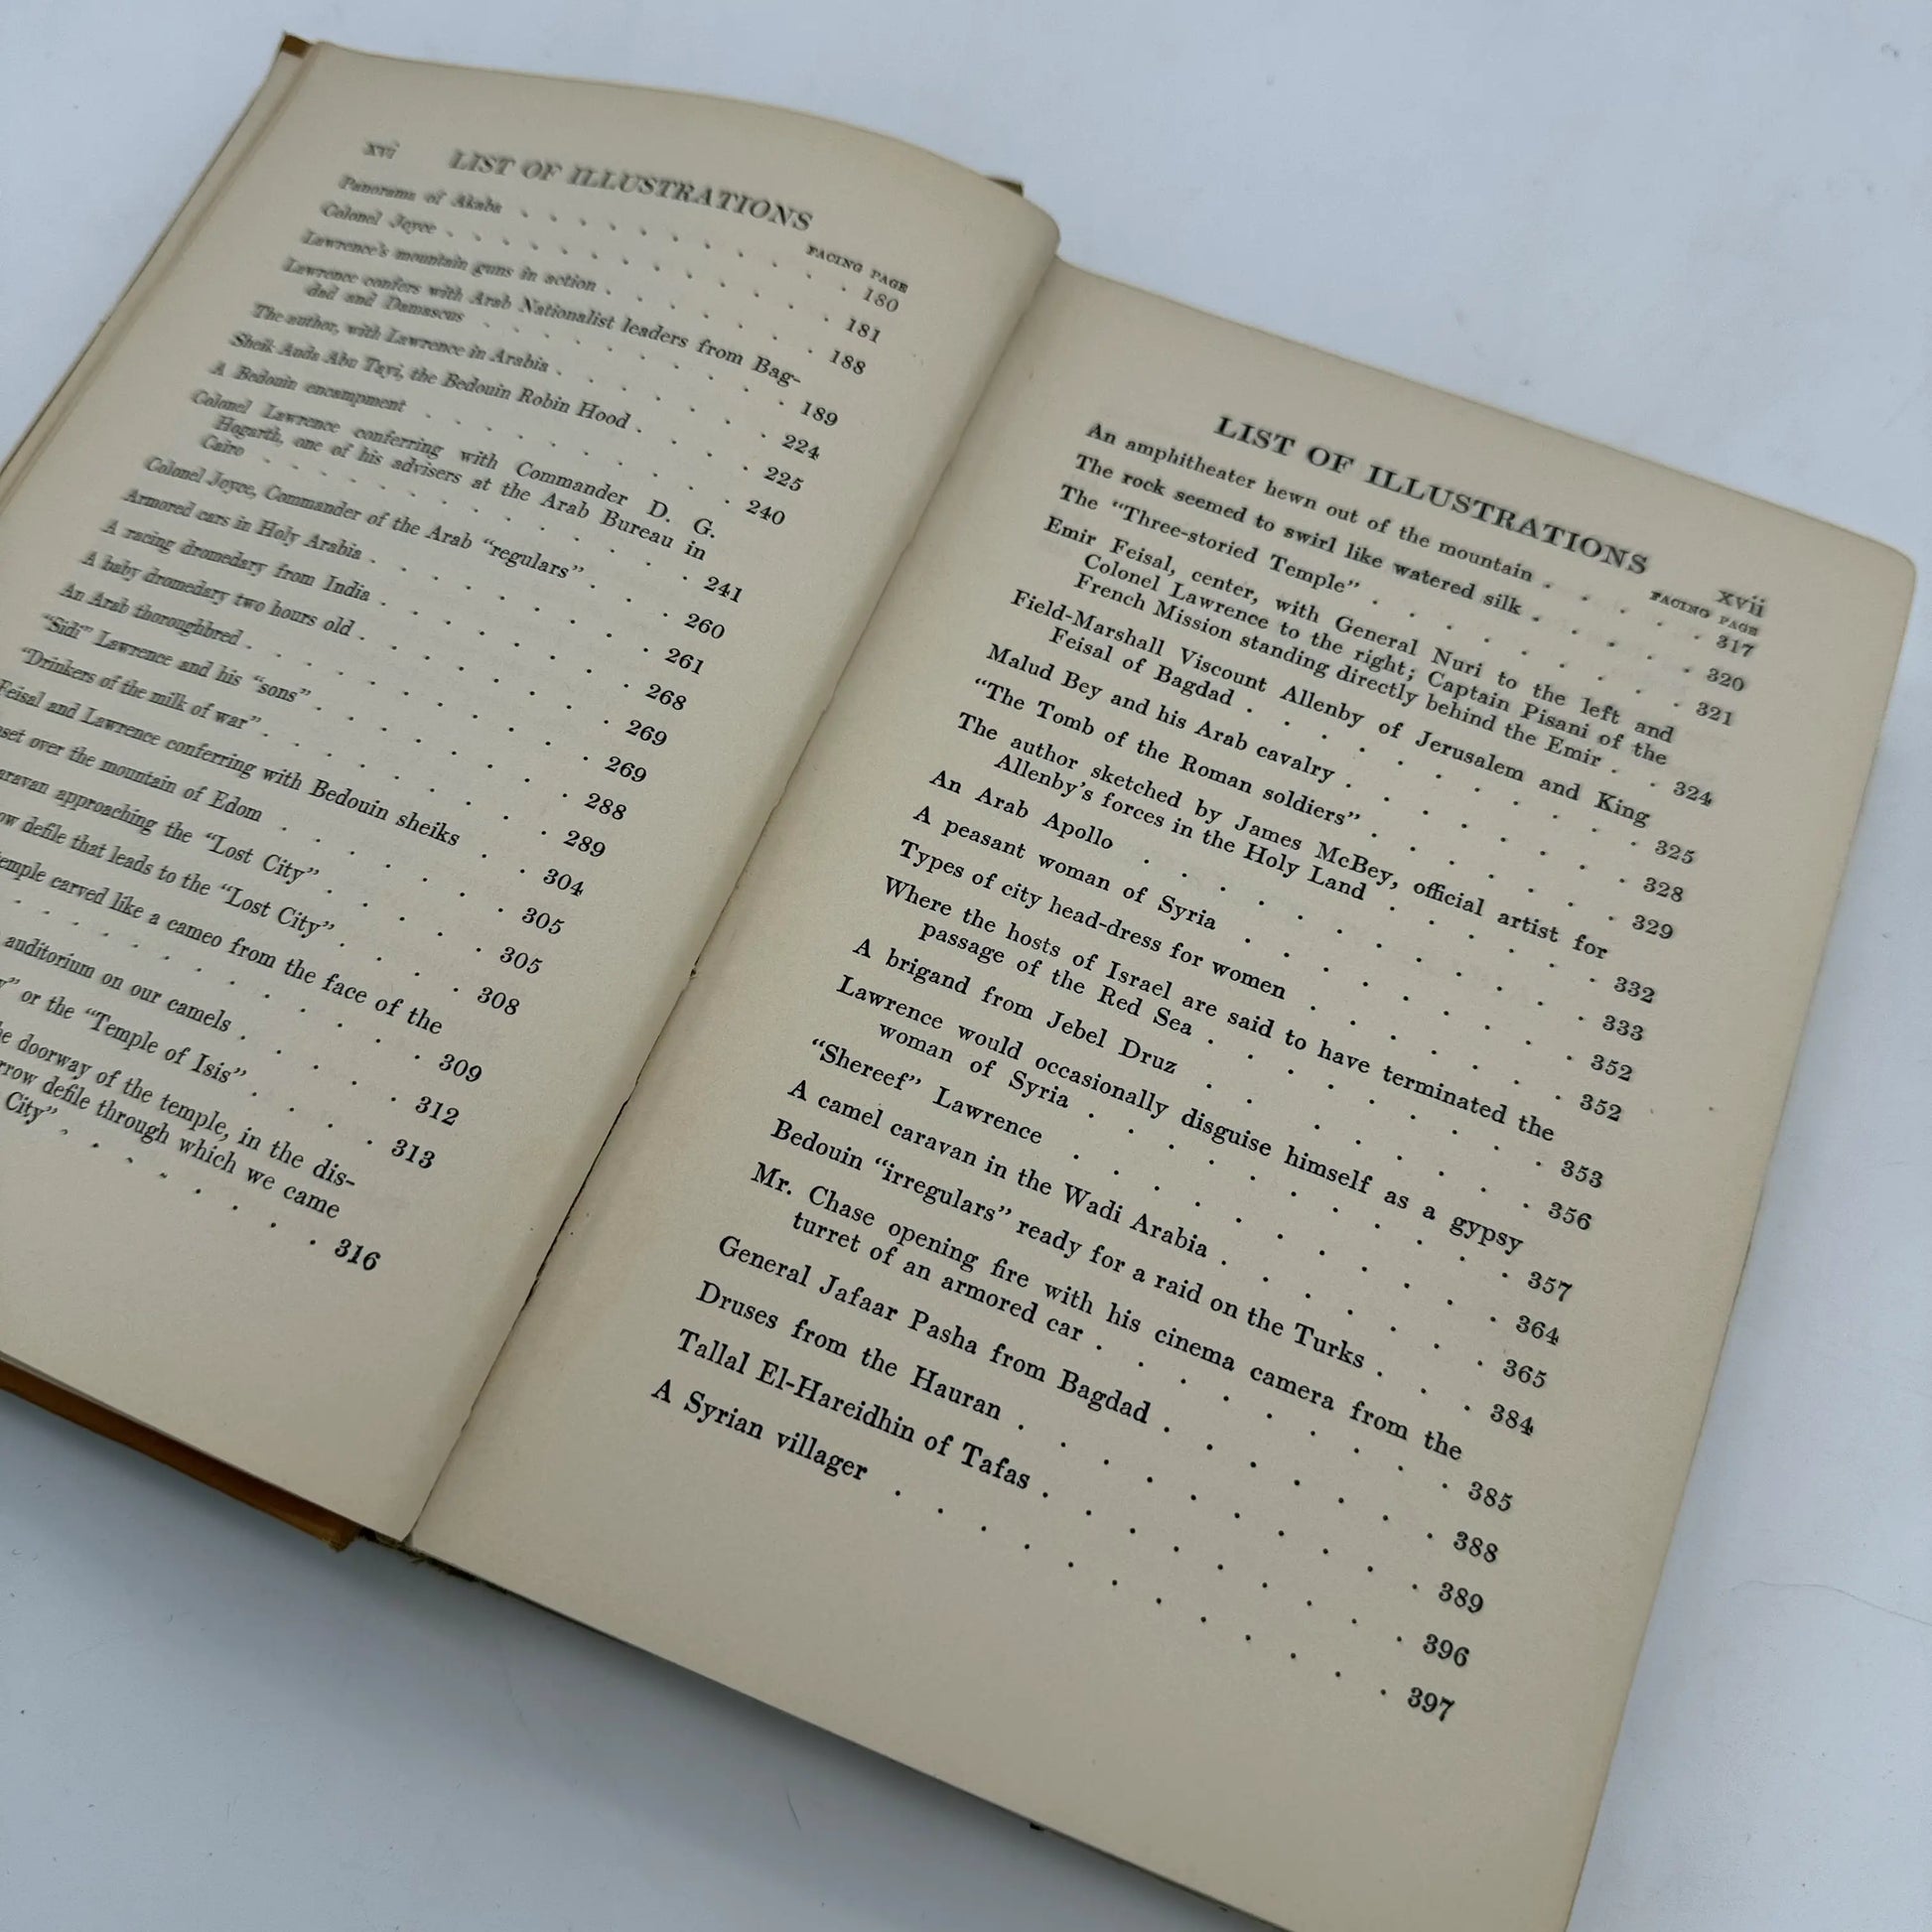 xvi LIST OF ILLUSTRATIONS
FACING PAGE
Panorama of Akaba . . . . . . . . . . 180
Colonel Joyce . . . . . . . . . . . 181
Lawrence's mountain guns in action . . . . . . 188
Lawrence confers with Arab Nationalist leaders from Bag-
dad and Damascus . . . . . . . . . 189
The author, with Lawrence in Arabia . . . . . . 224
Sheik Auda Abu Tayi, the Bedouin Robin Hood . . . . 225
A Bedouin encampment . . . . . . . . . 240
Colonel Lawrence conferring with Commander D. G.
Hogarth, one of his advisers at the Arab Bureau in
Cairo . . . . . . . . . . . . 241
Colonel Joyce, Commander of the Arab "regulars" . . . 260
Armored cars in Holy Arabia . . . . . . . . 261
A racing dromedary from India . . . . . . . 268
A baby dromedary two hours old . . . . . . . 269
An Arab thoroughbred . . . . . . . . . 269
"Sidi" Lawrence and his "sons" . . . . . . . 288
"Drinkers of the milk of war" . . . . . . . . 289
Feisal and Lawrence conferring with Bedouin sheiks . . 304
set over the mountain of Edom . . . . . . 305
aravan approaching the "Lost City" . . . . . 305
ow defile that leads to the "Lost City" . . . . 308
emple carved like a cameo from the face of the
. . . . . . . . . . . 309
auditorium on our camels . . . . . 312
" or the "Temple of Isis" . . . . 313
he doorway of the temple, in the dis-
rrow defile through which we came
City" . . . . . . . . 316
LIST OF ILLUSTRATIONS xvii
FACING PAGE
An amphitheater hewn out of the mountain . . . . . 317
The rock seemed to swirl like watered silk . . . . . 320
The "Three-storied Temple" . . . . . . . . 321
Emir Feisal, center, with General Nuri to the left and
Colonel Lawrence to the right; Captain Pisani of the
French Mission standing directly behind the Emir . . 324
Field-Marshall Viscount Allenby of Jerusalem and King
Feisal of Bagdad . . . . . . . . . 325
Malud Bey and his Arab cavalry . . . . . . . 328
"The Tomb of the Roman soldiers" . . . . . . . 329
The author sketched by James McBey, official artist for
Allenby's forces in the Holy Land . . . . . . 332
An Arab Apollo . . . . . . . . . . . 333
A peasant woman of Syria . . . . . . . . . 352
Types of city head-dress for women . . . . . . . 352
Where the hosts of Israel are said to have terminated the
passage of the Red Sea . . . . . . . . 353
A brigand from Jebel Druz . . . . . . . . 356
Lawrence would occasionally disguise himself as a gypsy
woman of Syria . . . . . . . . . . 357
"Shereef" Lawrence . . . . . . . . . . 364
A camel caravan in the Wadi Arabia . . . . . . . 365
Bedouin "irregulars" ready for a raid on the Turks . . . 384
Mr. Chase opening fire with his cinema camera from the
turret of an armored car . . . . . . . . 385
General Jafaar Pasha from Bagdad . . . . . . . 388
Druses from the Hauran . . . . . . . . . 389
Tallal El-Hareidhin of Tafas . . . . . . . . . 396
A Syrian villager . . . . . . . . . . . . 397